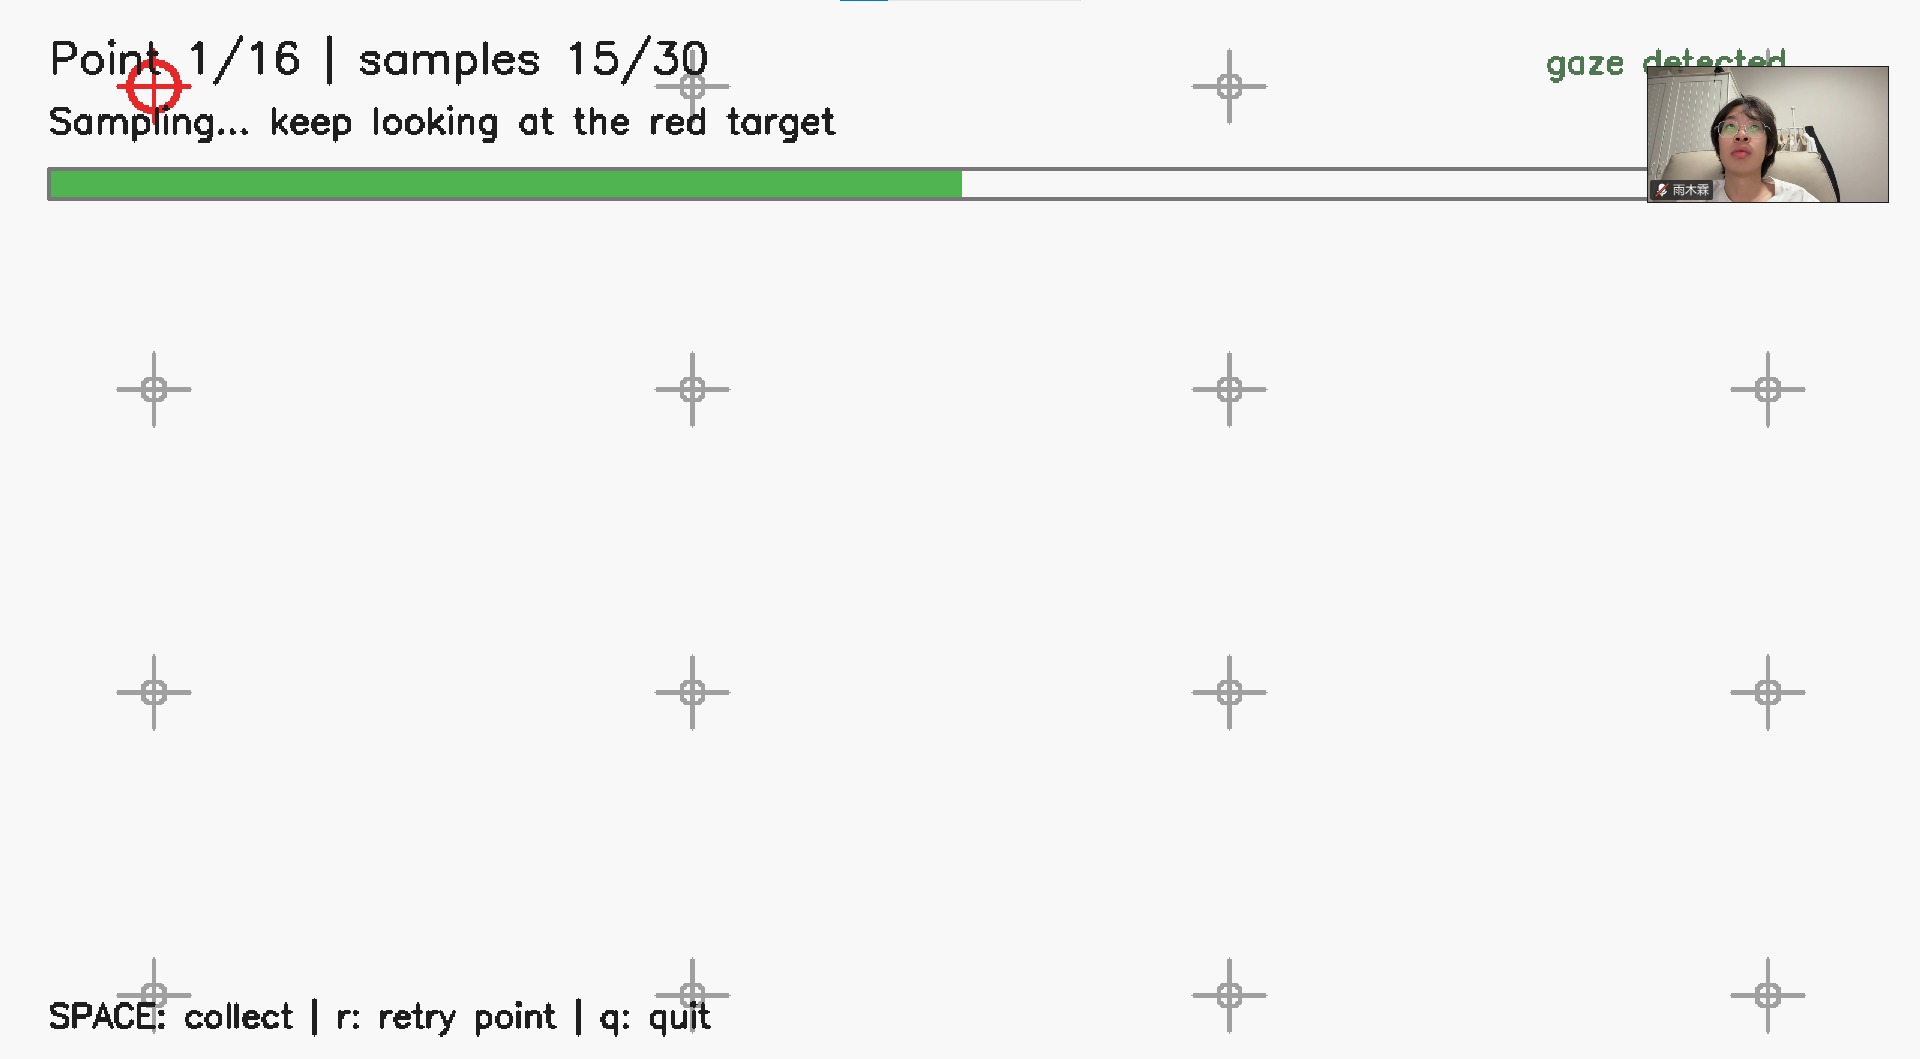 Point 1/16 | samples 15/30
gaze detected
Sampling... keep looking at the red target
雨木霖
SPACE: collect | r: retry point | q: quit